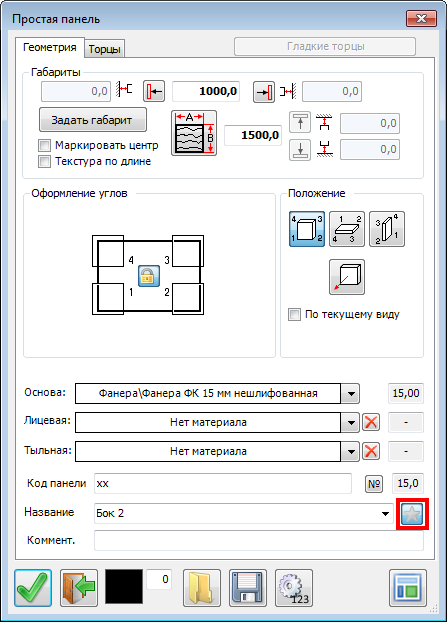 Простая панель
Геометрия Торцы Гладкие торцы
Габариты
0,0 1000,0 0,0
Задать габарит A B 1500,0 0,0
Маркировать центр
Текстура по длине 0,0
Оформление углов Положение
4 3
1 2
4 3
1 2
1 2
4 3
4 3
1 2
По текущему виду
Основа: Фанера\Фанера ФК 15 мм нешлифованная 15,00
Лицевая: Нет материала -
Тыльная: Нет материала -
Код панели xx № 15,0
Название Бок 2
Коммент.
0 123